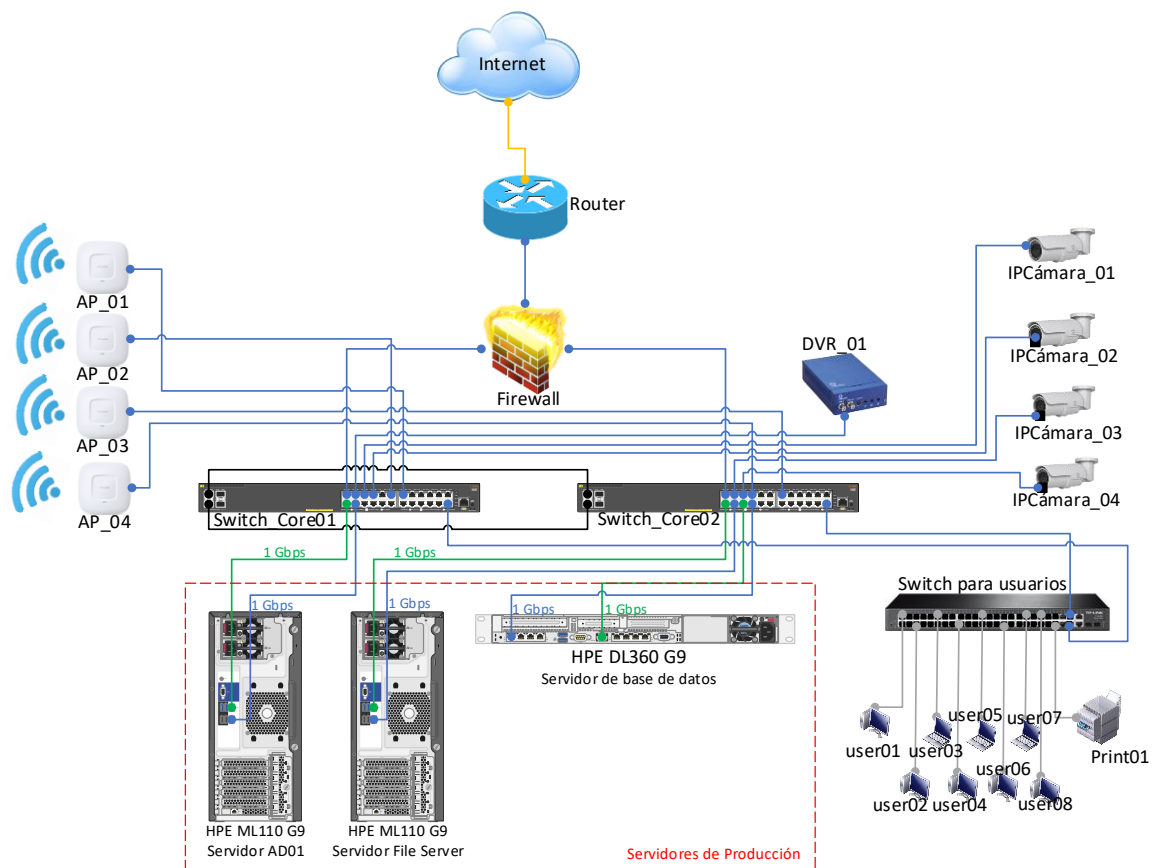 Internet
Router
AP_01
AP_02
AP_03
AP_04
Firewall
DVR_01
IPCámara_01
IPCámara_02
IPCámara_03
IPCámara_04
Switch_Core01
Switch_Core02
1 Gbps
1 Gbps
1 Gbps
1 Gbps
1 Gbps
1 Gbps
HPE ML110 G9
Servidor AD01
HPE ML110 G9
Servidor File Server
HPE DL360 G9
Servidor de base de datos
Servidores de Producción
Switch para usuarios
user01
user03
user05
user07
Print01
user02
user04
user06
user08